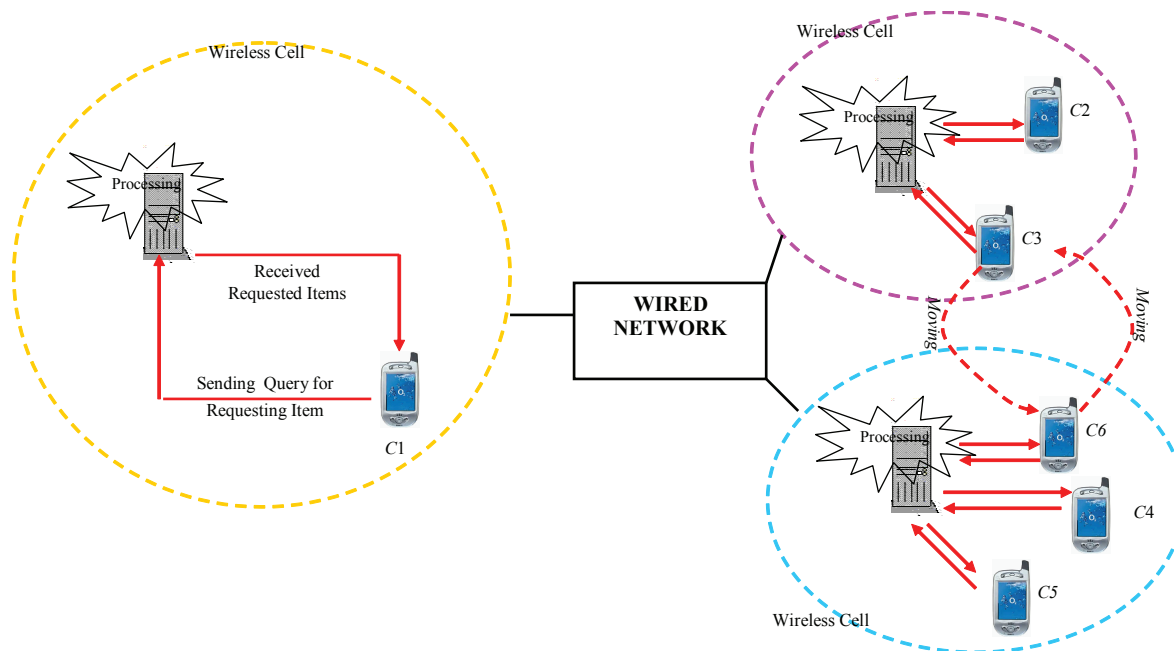 Wireless Cell
Processing
Received
Requested Items
Sending Query for
Requesting Item
C1
WIRED
NETWORK
Wireless Cell
Processing
C2
C3
Moving
Moving
Processing
C6
C4
C5
Wireless Cell